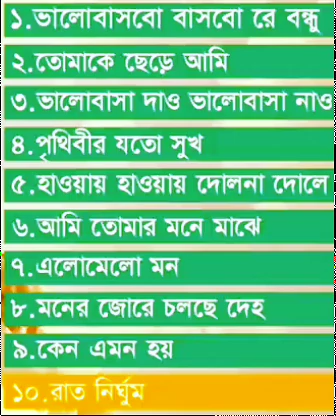 ১.ভালোবাসবো বাসবো রে বন্ধু
২.তোমাকে ছেড়ে আমি
৩.ভালোবাসা দাও ভালোবাসা নাও
৪.পৃথিবীর যতো সুখ
৫.হাওয়ায় হাওয়ায় দোলনা দোলে
৬.আমি তোমার মনে মাঝে
৭.এলোমেলো মন
৮.মনের জোরে চলছে দেহ
৯.কেন এমন হয়
১০.রাত নির্ঘুম